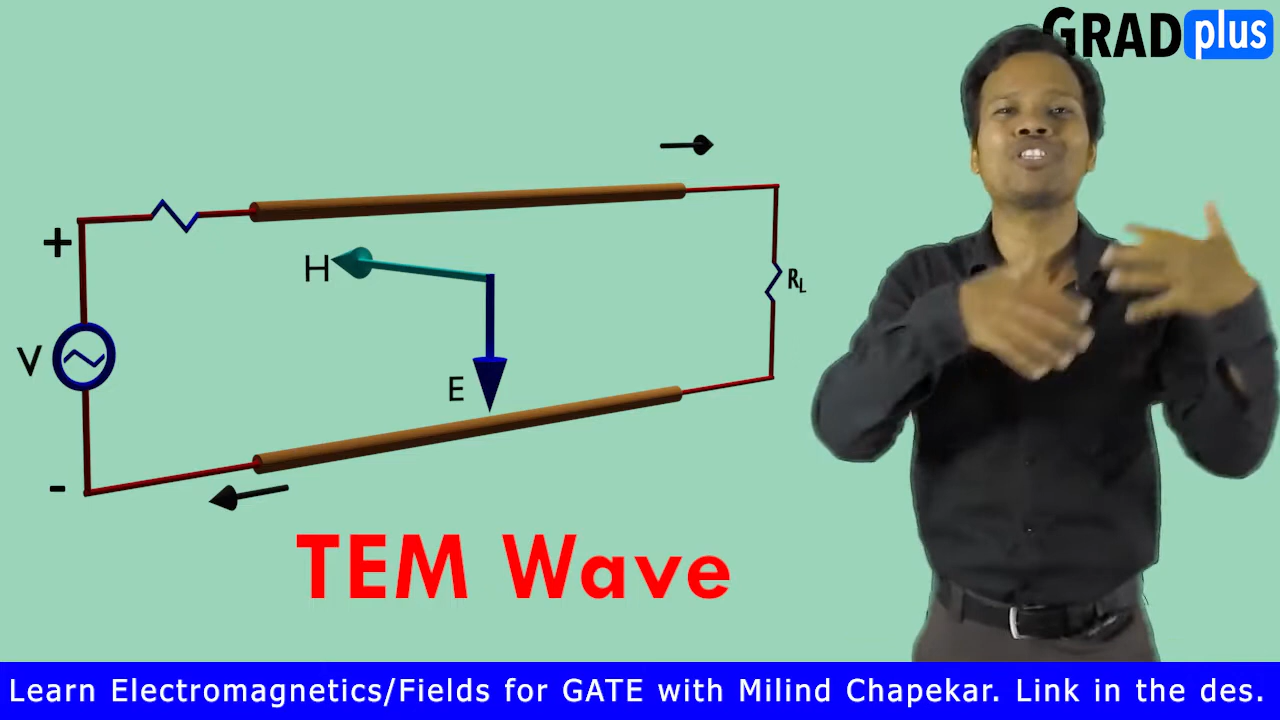 GRADplus
+
H
R_L
V
E
-
TEM Wave
Learn Electromagnetics/Fields for GATE with Milind Chapekar. Link in the des.